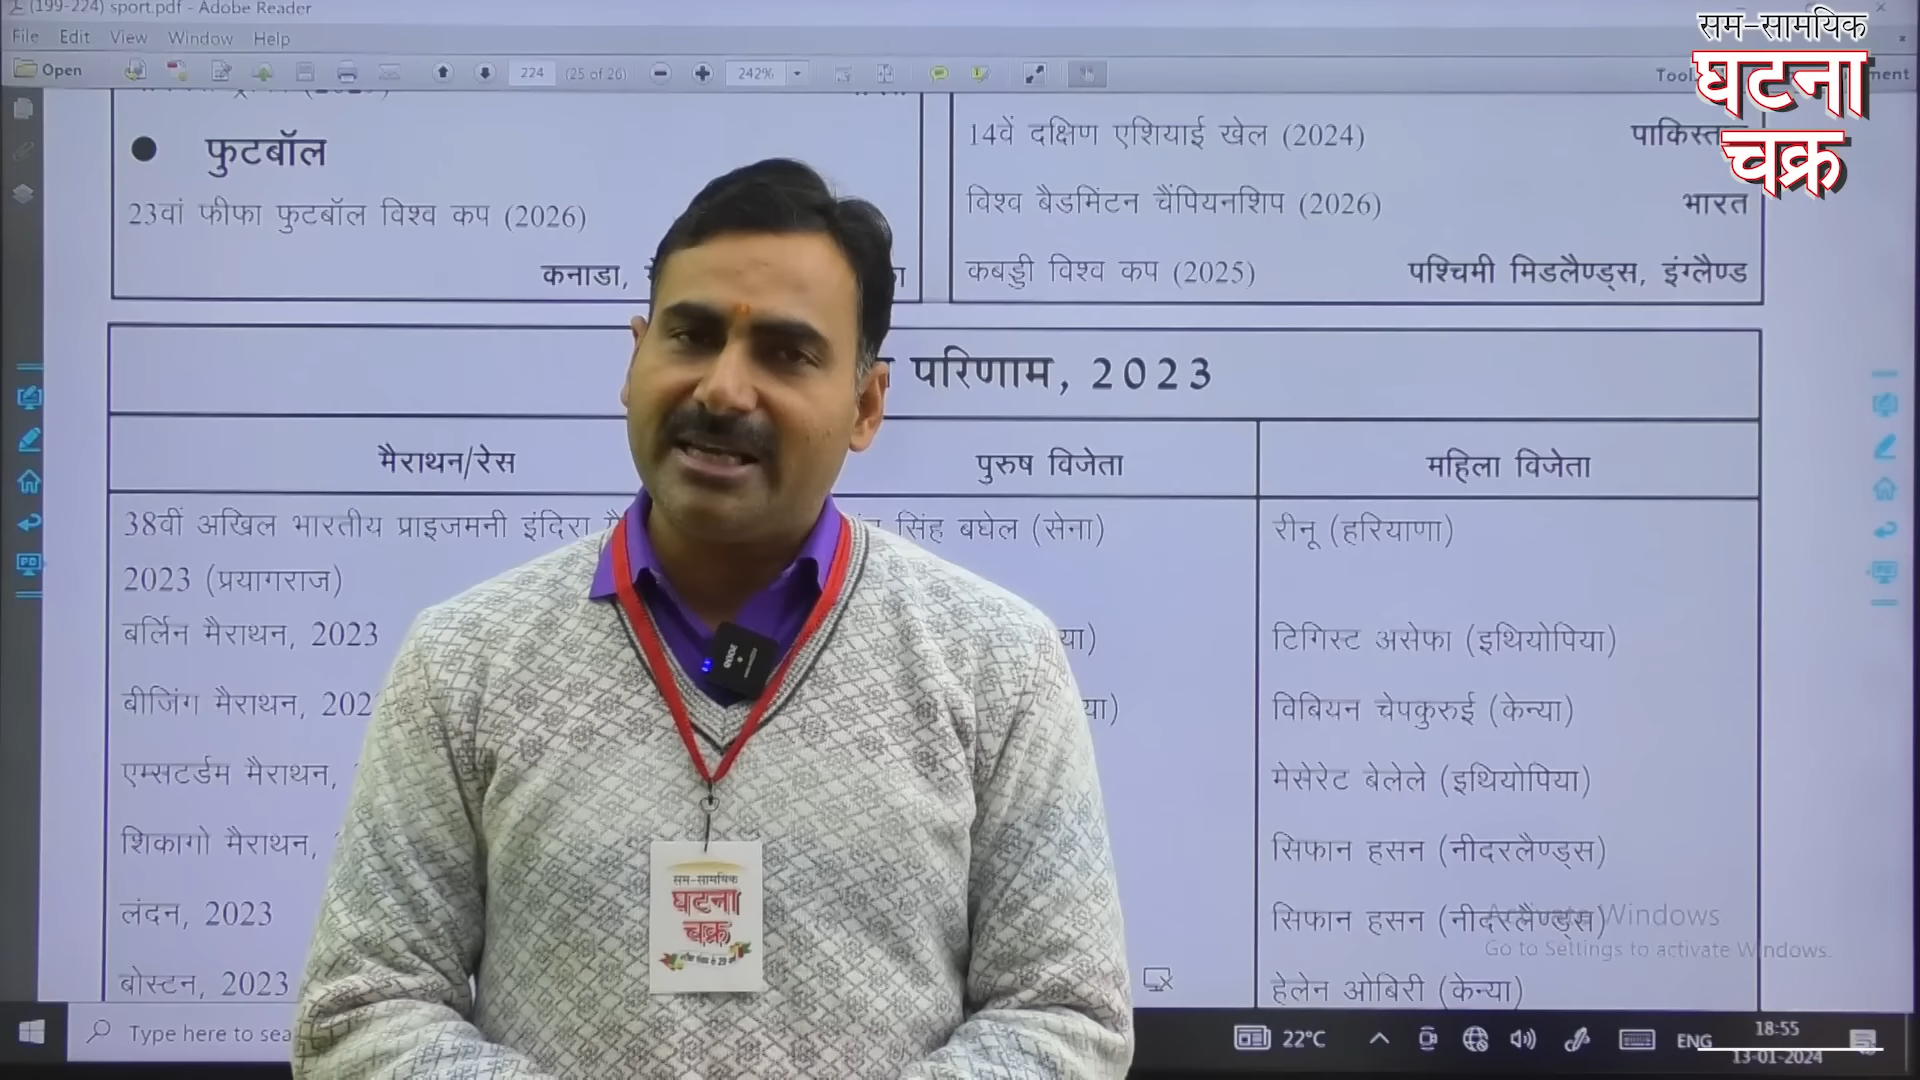 (199-224) sport.pdf - Adobe Reader
File Edit View Window Help
Open 224 (25 of 26) 242%
सम-सामयिक
घटना
चक्र
फुटबॉल
23वां फीफा फुटबॉल विश्व कप (2026)
कनाडा,
14वें दक्षिण एशियाई खेल (2024)
विश्व बैडमिंटन चैंपियनशिप (2026) भारत
कबड्डी विश्व कप (2025) पश्चिमी मिडलैण्ड्स, इंग्लैण्ड
परिणाम, 2023
मैराथन/रेस पुरुष विजेता महिला विजेता
38वीं अखिल भारतीय प्राइजमनी इंदिरा सिंह बघेल (सेना) रीनू (हरियाणा)
2023 (प्रयागराज)
बर्लिन मैराथन, 2023 टिगिस्ट असेफा (इथियोपिया)
बीजिंग मैराथन, विबियन चेपकुरुई (केन्या)
एम्सटर्डम मैराथन, मेसेरेट बेलेले (इथियोपिया)
शिकागो मैराथन, सिफान हसन (नीदरलैण्ड्स)
लंदन, 2023 सिफान हसन (नीदरलैण्ड्स)
बोस्टन, 2023 हेलेन ओबिरी (केन्या)
Activate Windows
Go to Settings to activate Windows.
सम-सामयिक
घटना
चक्र
Type here to
22°C ENG 18:55
13-01-2024